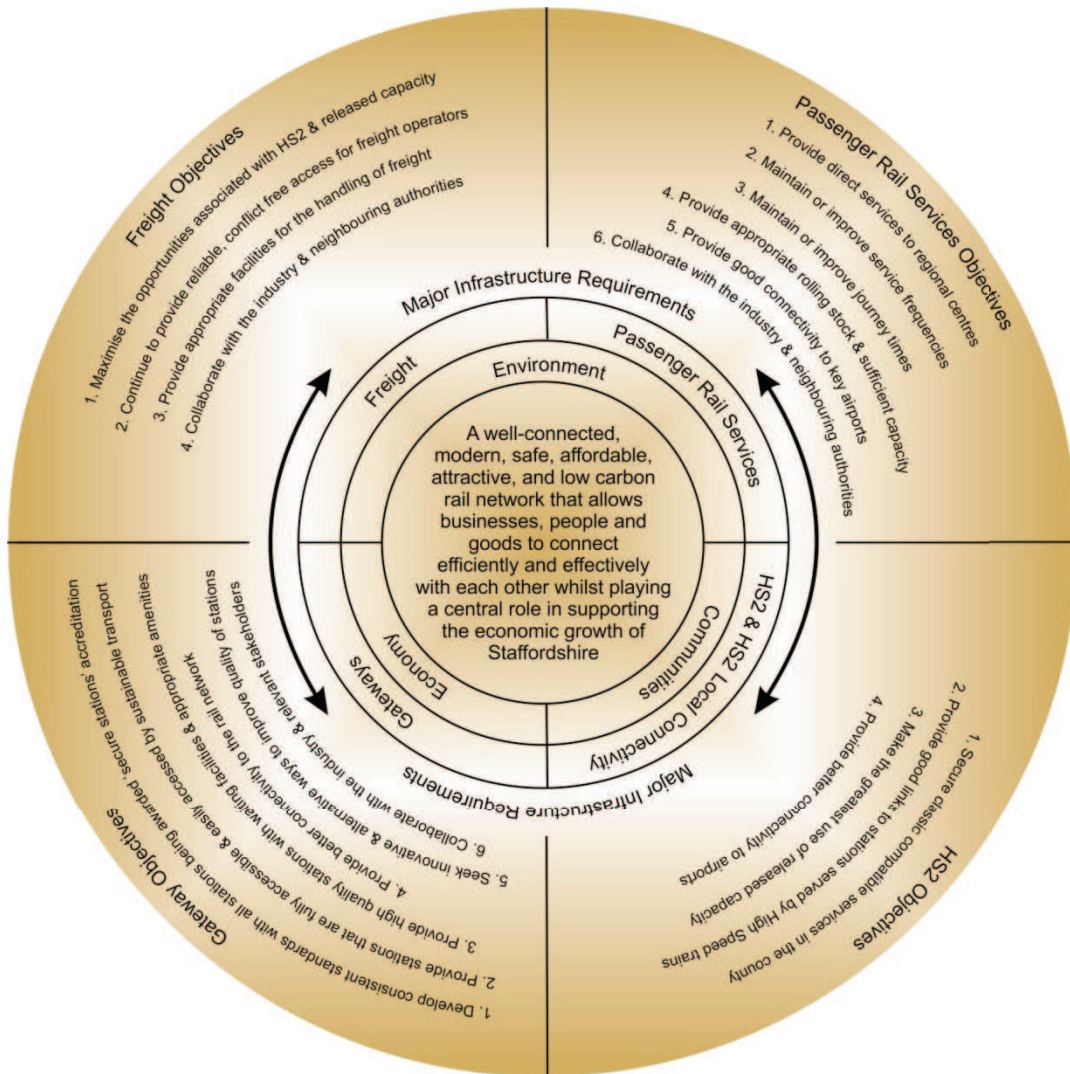 Freight Objectives
1. Maximise the opportunities associated with HS2 & released capacity
2. Continue to provide reliable, conflict free access for freight operators
3. Provide appropriate facilities for the handling of freight
4. Collaborate with the industry & neighbouring authorities
Passenger Rail Services Objectives
1. Provide direct services to regional centres
2. Maintain or improve service frequencies
3. Maintain or improve journey times
4. Provide appropriate rolling stock & sufficient capacity
5. Provide good connectivity to key airports
6. Collaborate with the industry & neighbouring authorities
Major Infrastructure Requirements
Freight
Passenger Rail Services
Environment
A well-connected,
modern, safe, affordable,
attractive, and low carbon
rail network that allows
businesses, people and
goods to connect
efficiently and effectively
with each other whilst playing
a central role in supporting
the economic growth of
Staffordshire
Economy
Communities
Gateways
HS2 & HS2 Local Connectivity
Major Infrastructure Requirements
Gateway Objectives
1. Develop consistent standards with all stations being awarded 'secure stations' accreditation
2. Provide stations that are fully accessible & easily accessed by sustainable transport
3. Provide high quality stations with waiting facilities & appropriate amenities
4. Provide better connectivity to the rail network
5. Seek innovative & alternative ways to improve quality of stations
6. Collaborate with the industry & relevant stakeholders
HS2 Objectives
1. Secure classic compatible services in the county
2. Provide good links to stations served by High Speed trains
3. Make the greatest use of released capacity
4. Provide better connectivity to airports